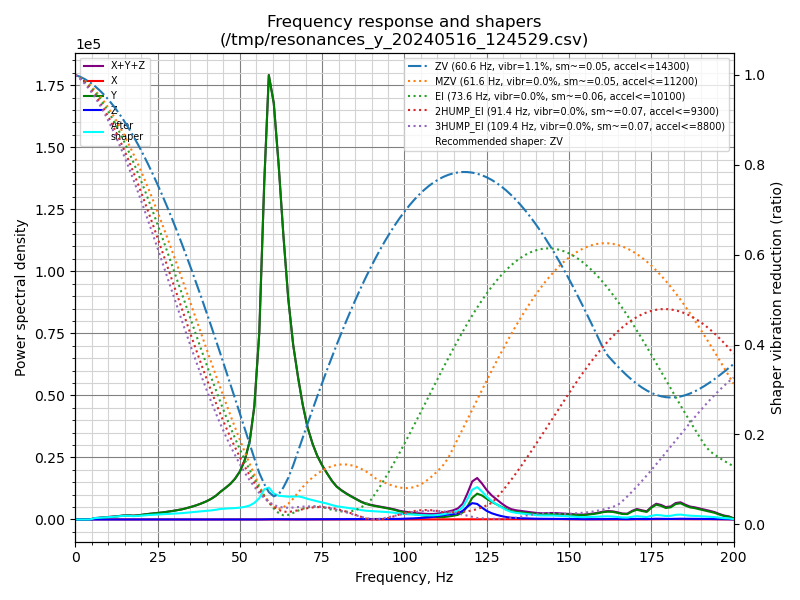 Frequency response and shapers
(/tmp/resonances_y_20240516_124529.csv)
1e5
X+Y+Z
X
Y
Z
After
shaper
ZV (60.6 Hz, vibr=1.1%, sm~=0.05, accel<=14300)
MZV (61.6 Hz, vibr=0.0%, sm~=0.05, accel<=11200)
EI (73.6 Hz, vibr=0.0%, sm~=0.06, accel<=10100)
2HUMP_EI (91.4 Hz, vibr=0.0%, sm~=0.07, accel<=9300)
3HUMP_EI (109.4 Hz, vibr=0.0%, sm~=0.07, accel<=8800)
Recommended shaper: ZV
Power spectral density
1.75
1.50
1.25
1.00
0.75
0.50
0.25
0.00
1.0
0.8
0.6
0.4
0.2
0.0
Shaper vibration reduction (ratio)
0 25 50 75 100 125 150 175 200
Frequency, Hz